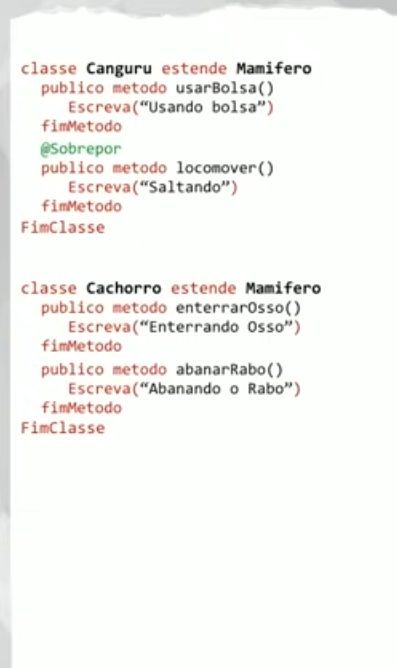 classe Canguru estende Mamifero
publico metodo usarBolsa()
Escreva(“Usando bolsa”)
fimMetodo
@Sobrepor
publico metodo locomover()
Escreva(“Saltando”)
fimMetodo
FimClasse
classe Cachorro estende Mamifero
publico metodo enterrarOsso()
Escreva(“Enterrando Osso”)
fimMetodo
publico metodo abanarRabo()
Escreva(“Abanando o Rabo”)
fimMetodo
FimClasse